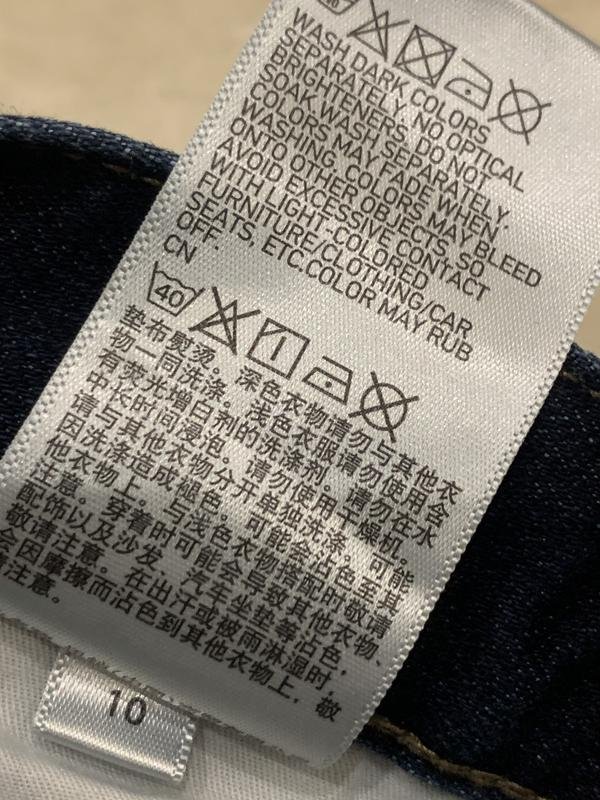 40
WASH DARK COLORS
SEPARATELY. NO OPTICAL
BRIGHTENERS. DO NOT
SOAK.WASH SEPARATELY.
COLORS MAY FADE WHEN
WASHING. COLORS MAY BLEED
ONTO OTHER OBJECTS, SO
AVOID EXCESSIVE CONTACT
WITH LIGHT-COLORED
FURNITURE/CLOTHING/CAR
SEATS, ETC.COLOR MAY RUB
OFF.
CN
40
垫布熨烫。深色衣物请勿与其他衣
物一同洗涤。浅色衣服请勿使用含
有荧光增白剂的洗涤剂。请勿在水
中长时间浸泡。请勿使用干燥机。
请与其他衣物分开单独洗涤。可能
因洗涤造成褪色。可能会沾色至其
他衣物上。与浅色衣物搭配时敬请
注意。穿着时可能会导致其他衣物、
配饰以及沙发、汽车坐垫等沾色,
敬请注意。在出汗或被雨淋湿时,
会因摩擦而沾色到其他衣物上,敬
请注意。
10